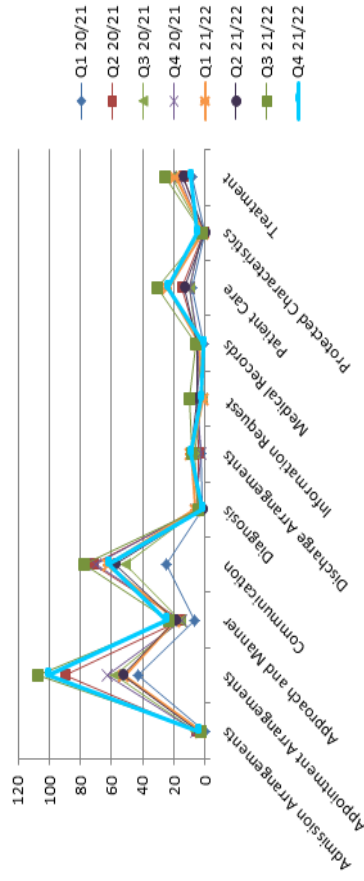 120
100
80
60
40
20
0
Admission Arrangements
Appointment Arrangements
Approach and Manner
Communication
Diagnosis
Discharge Arrangements
Information Request
Medical Records
Patient Care
Protected Characteristics
Treatment
Q1 20/21
Q2 20/21
Q3 20/21
Q4 20/21
Q1 21/22
Q2 21/22
Q3 21/22
Q4 21/22